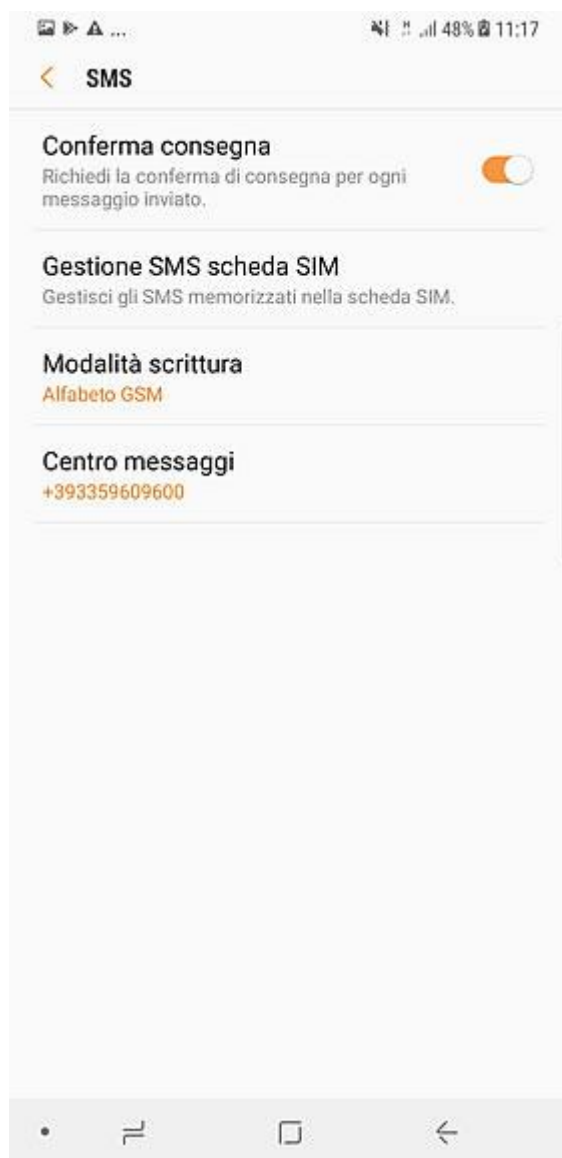 ... 48% 11:17
SMS
Conferma consegna
Richiedi la conferma di consegna per ogni
messaggio inviato.
Gestione SMS scheda SIM
Gestisci gli SMS memorizzati nella scheda SIM.
Modalità scrittura
Alfabeto GSM
Centro messaggi
+393359609600